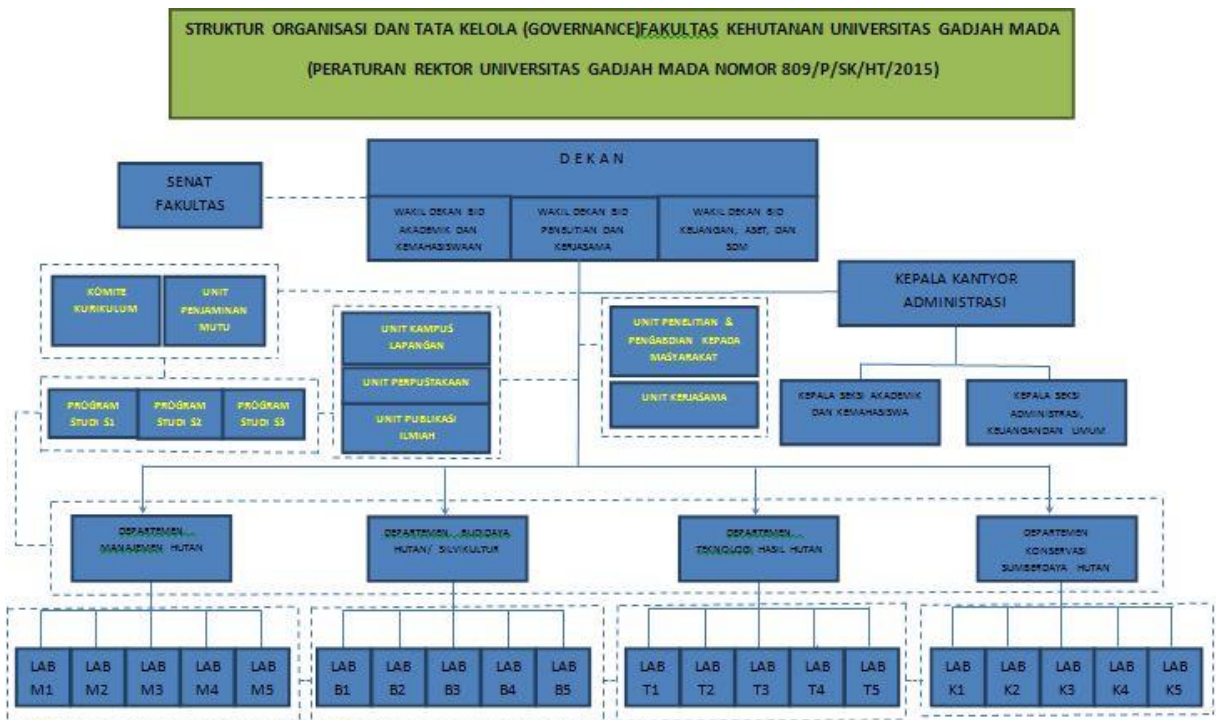 STRUKTUR ORGANISASI DAN TATA KELOLA (GOVERNANCE)FAKULTAS KEHUTANAN UNIVERSITAS GADJAH MADA
(PERATURAN REKTOR UNIVERSITAS GADJAH MADA NOMOR 809/P/SK/HT/2015)
D E K A N
SENAT
FAKULTAS
WAKIL DEKAN BID
AKADEMIK DAN
KEMAHASISWAAN
WAKIL DEKAN BID
PENELITIAN DAN
KERJASAMA
WAKIL DEKAN BID
KEUANGAN, ASET, DAN
SDM
KOMITE
KURIKULUM
UNIT
PENJAMINAN
MUTU
KEPALA KANTYOR
ADMINISTRASI
UNIT KAMPUS
LAPANGAN
UNIT PERPUSTAKAAN
UNIT PUBLIKASI
ILMIAH
UNIT PENELITIAN &
PENGABDIAN KEPADA
MASYARAKAT
UNIT KERJASAMA
PROGRAM
STUDI S1
PROGRAM
STUDI S2
PROGRAM
STUDI S3
KEPALA SEKSI AKADEMIK
DAN KEMAHASISWA
KEPALA SEKSI
ADMINISTRASI,
KEUANGANDAN UMUM
DEPARTEMEN
MANAJEMEN HUTAN
DEPARTEMEN BUDIDAYA
HUTAN/ SILVIKULTUR
DEPARTEMEN
TEKNOLOGI HASIL HUTAN
DEPARTEMEN
KONSERVASI
SUMBERDAYA HUTAN
LAB
M1
LAB
M2
LAB
M3
LAB
M4
LAB
M5
LAB
B1
LAB
B2
LAB
B3
LAB
B4
LAB
B5
LAB
T1
LAB
T2
LAB
T3
LAB
T4
LAB
T5
LAB
K1
LAB
K2
LAB
K3
LAB
K4
LAB
K5